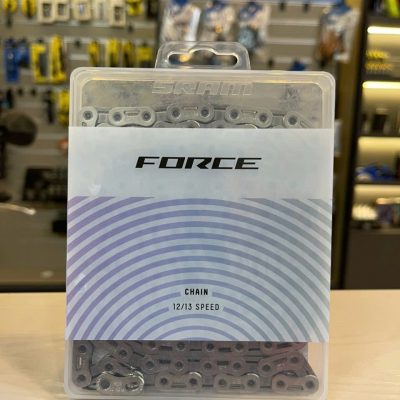 SRAM
FORCE
CHAIN
12/13 SPEED